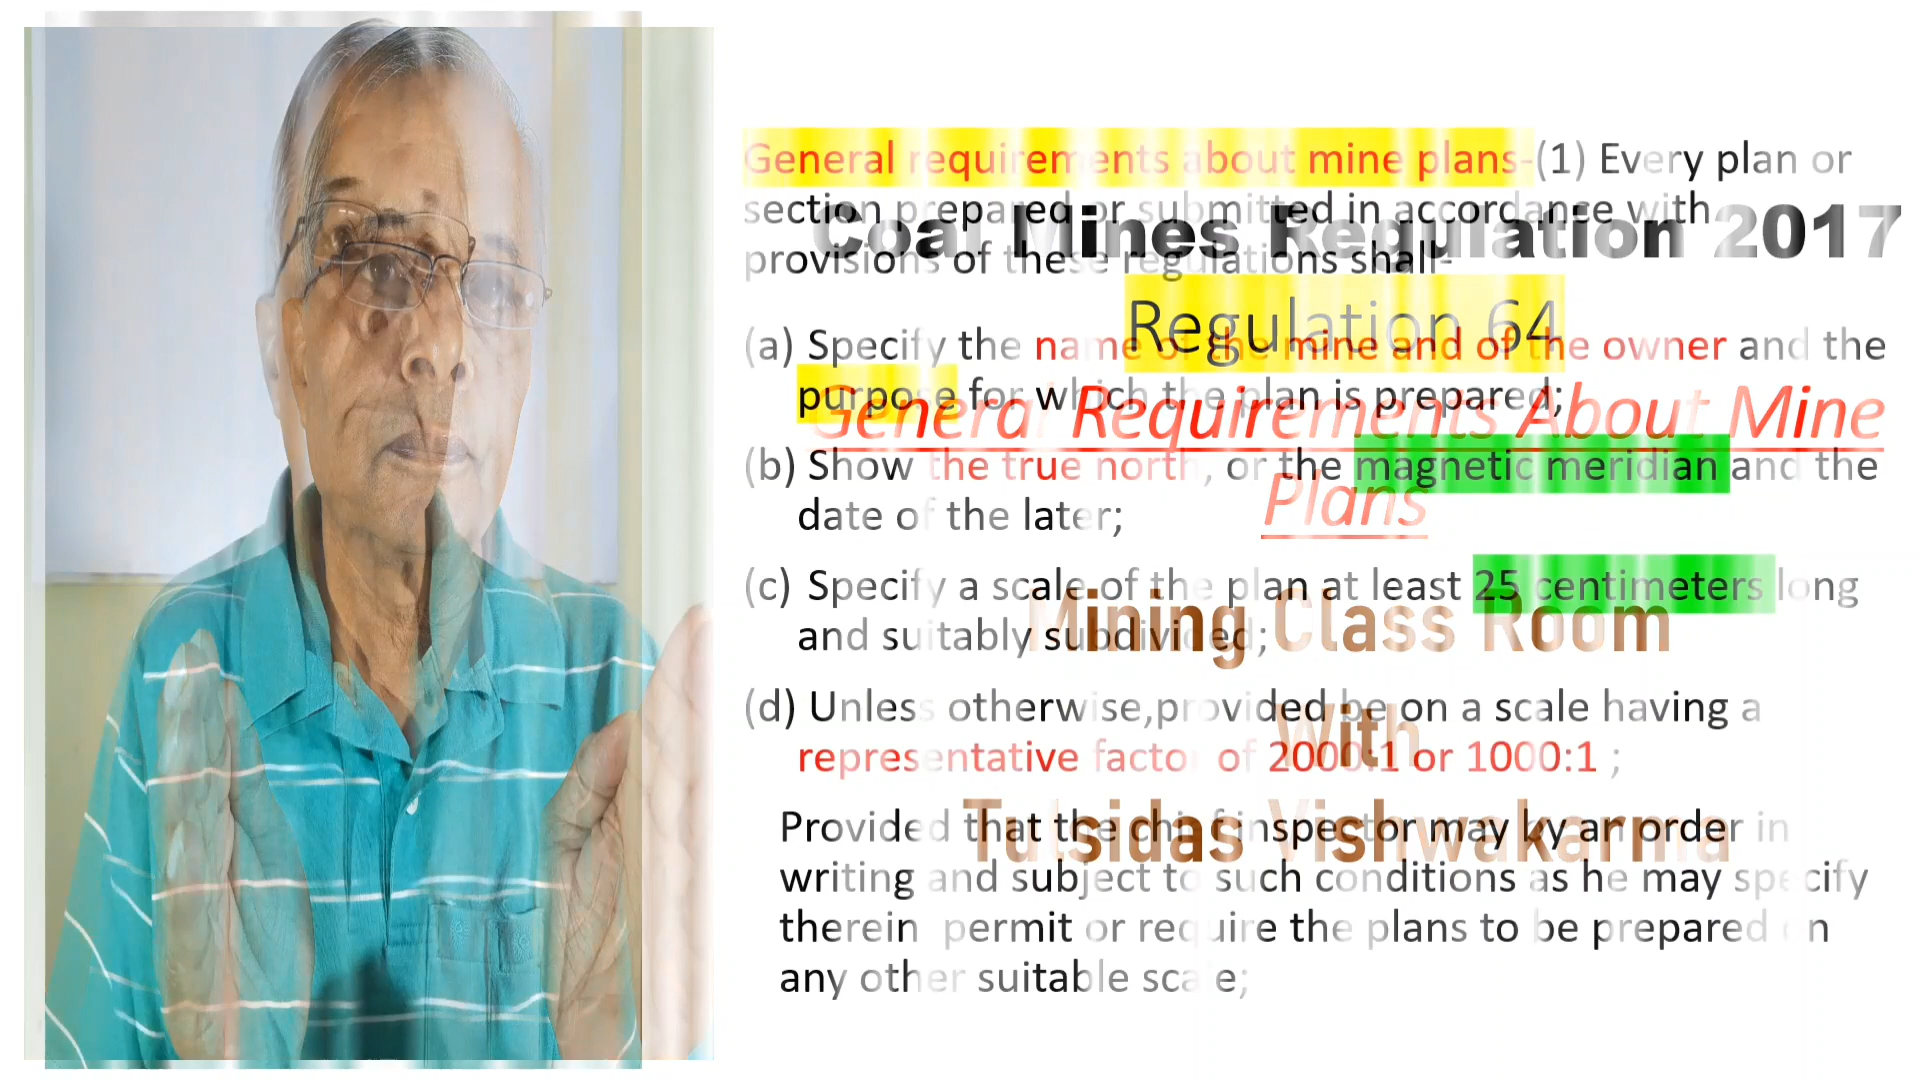 General requirements about mine plans-(1) Every plan or
section prepared or submitted in accordance with
provisions of these regulations shall-
(a) Specify the name of the mine and of the owner and the
purpose for which the plan is prepared;
(b) Show the true north, or the magnetic meridian and the
date of the later;
(c) Specify a scale of the plan at least 25 centimeters long
and suitably subdivided;
(d) Unless otherwise,provided be on a scale having a
representative factor of 2000:1 or 1000:1 ;
Provided that the chief inspector may by an order in
writing and subject to such conditions as he may specify
therein permit or require the plans to be prepared on
any other suitable scale;
Coal Mines Regulation 2017
Regulation 64
General Requirements About Mine
Plans
Mining Class Room
With
Tulsidas Vishwakarma